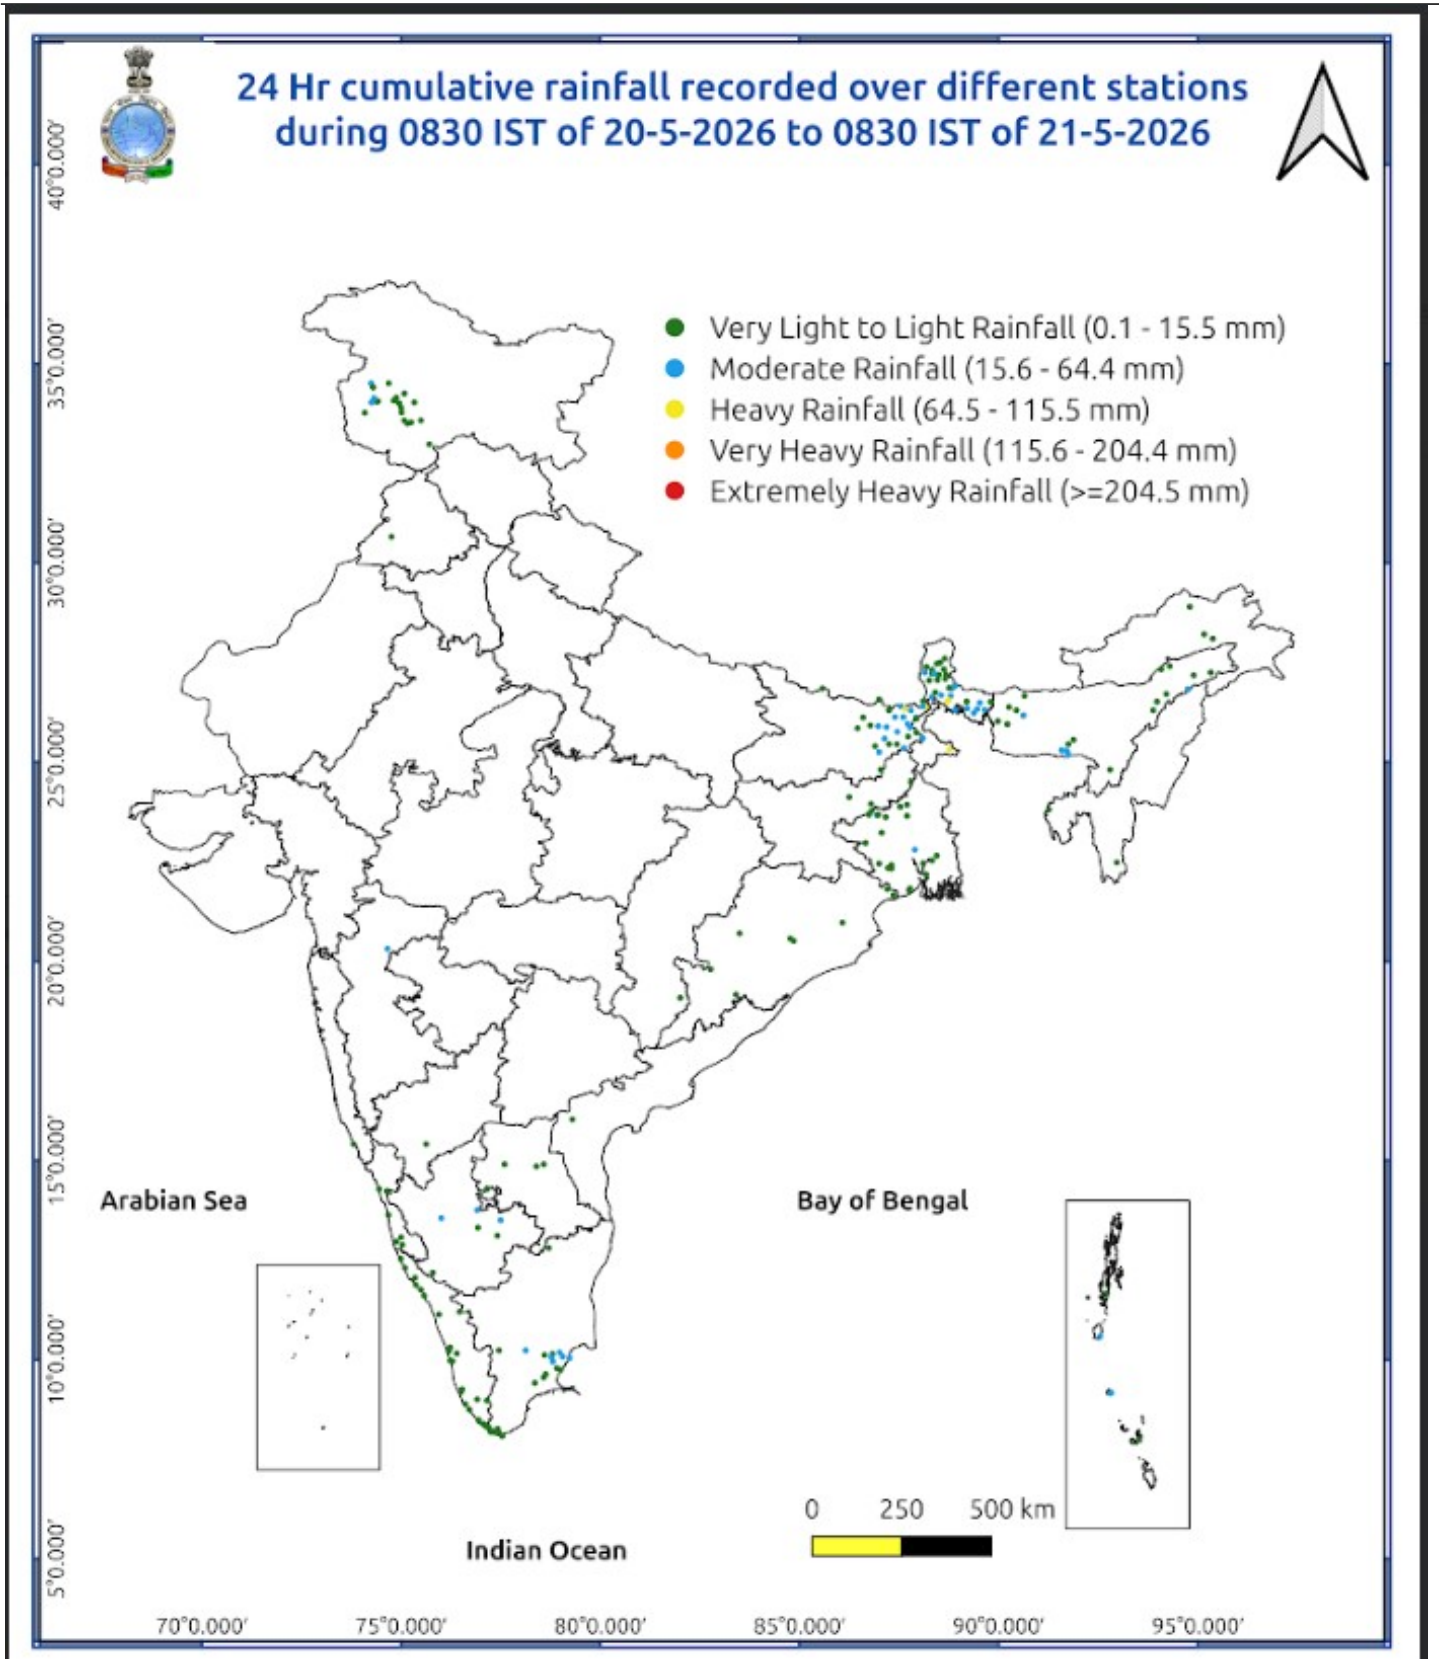 24 Hr cumulative rainfall recorded over different stations
during 0830 IST of 20-5-2026 to 0830 IST of 21-5-2026
Very Light to Light Rainfall (0.1 - 15.5 mm)
Moderate Rainfall (15.6 - 64.4 mm)
Heavy Rainfall (64.5 - 115.5 mm)
Very Heavy Rainfall (115.6 - 204.4 mm)
Extremely Heavy Rainfall (>=204.5 mm)
40°0.000′
35°0.000′
30°0.000′
25°0.000′
20°0.000′
15°0.000′
10°0.000′
5°0.000′
Arabian Sea
Bay of Bengal
Indian Ocean
0 250 500 km
70°0.000′ 75°0.000′ 80°0.000′ 85°0.000′ 90°0.000′ 95°0.000′